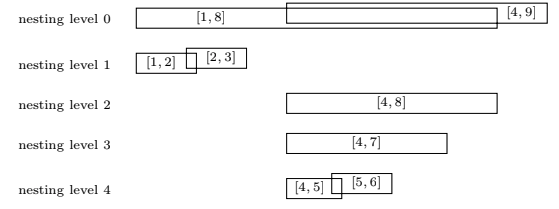 nesting level 0 [1, 8] [4, 9]
nesting level 1 [1, 2] [2, 3]
nesting level 2 [4, 8]
nesting level 3 [4, 7]
nesting level 4 [4, 5] [5, 6]